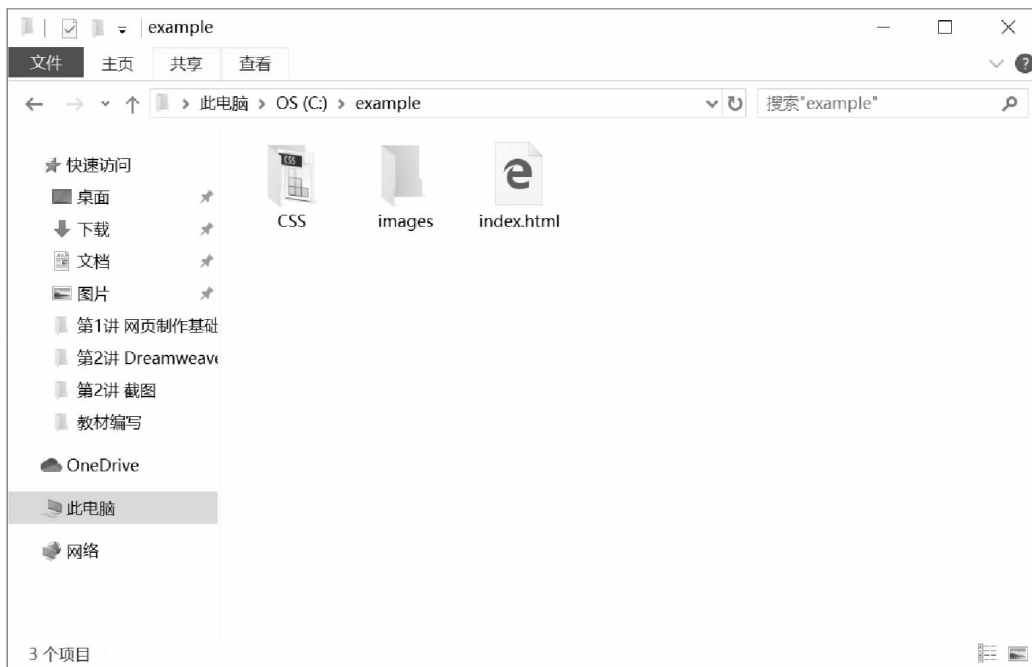 example
文件 主页 共享 查看
此电脑 > OS (C:) > example
搜索"example"
快速访问
桌面
下载
文档
图片
第1讲 网页制作基础
第2讲 Dreamweave
第2讲 截图
教材编写
OneDrive
此电脑
网络
CSS
CSS images index.html
3 个项目